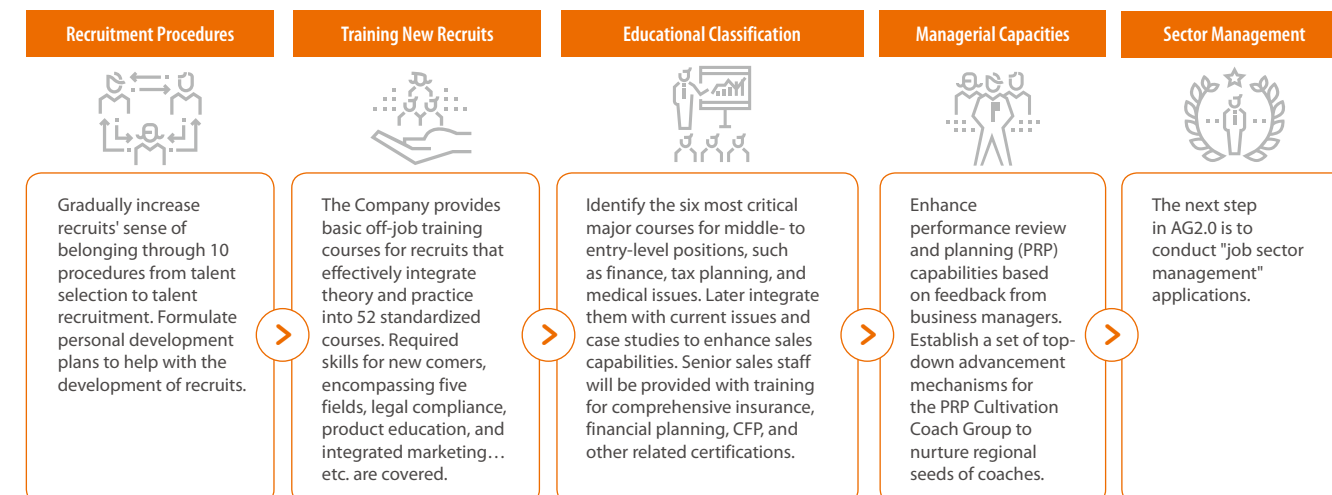 Recruitment Procedures
Gradually increase
recruits' sense of
belonging through 10
procedures from talent
selection to talent
recruitment. Formulate
personal development
plans to help with the
development of recruits.
Training New Recruits
The Company provides
basic off-job training
courses for recruits that
effectively integrate
theory and practice
into 52 standardized
courses. Required
skills for new comers,
encompassing five
fields, legal compliance,
product education, and
integrated marketing…
etc. are covered.
Educational Classification
Identify the six most critical
major courses for middle- to
entry-level positions, such
as finance, tax planning, and
medical issues. Later integrate
them with current issues and
case studies to enhance sales
capabilities. Senior sales staff
will be provided with training
for comprehensive insurance,
financial planning, CFP, and
other related certifications.
Managerial Capacities
Enhance
performance review
and planning (PRP)
capabilities based
on feedback from
business managers.
Establish a set of top-
down advancement
mechanisms for
the PRP Cultivation
Coach Group to
nurture regional
seeds of coaches.
Sector Management
The next step
in AG2.0 is to
conduct "job sector
management"
applications.